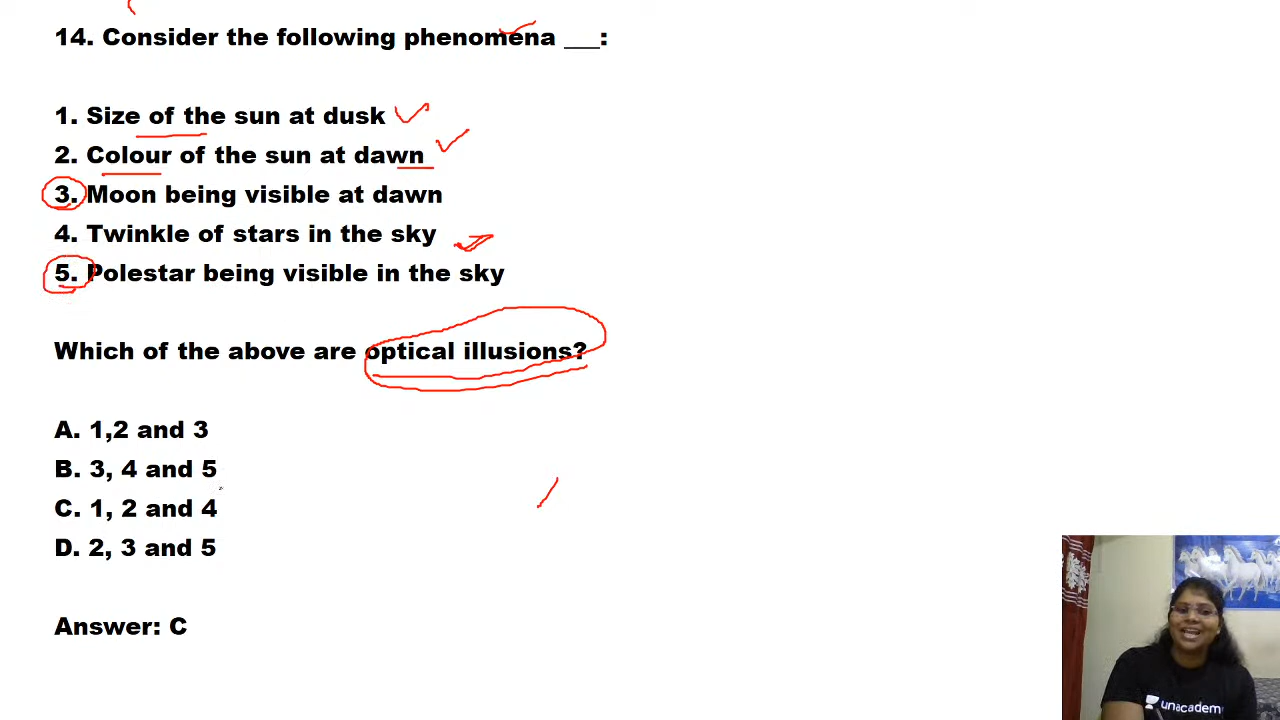 14. Consider the following phenomena ___:
1. Size of the sun at dusk
2. Colour of the sun at dawn
3. Moon being visible at dawn
4. Twinkle of stars in the sky
5. Polestar being visible in the sky
Which of the above are optical illusions?
A. 1,2 and 3
B. 3, 4 and 5
C. 1, 2 and 4
D. 2, 3 and 5
Answer: C
unacademy